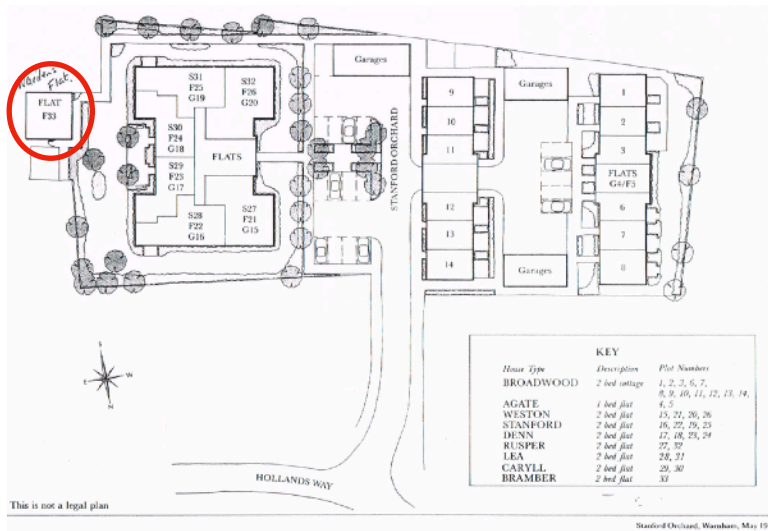 Warden's
Flat.
FLAT
F33
S31
F25
G19
S32
F26
G20
S30
F24
G18
S29
F23
G17
FLATS
S28
F22
G16
S27
F21
G15
Garages
STANFORD ORCHARD
9
10
11
12
13
14
Garages
Garages
1
2
3
FLATS
G4/F5
6
7
8
S
E
W
N
HOLLANDS WAY
KEY
House Type Description Plot Numbers
BROADWOOD 2 bed cottage 1, 2, 3, 6, 7,
8, 9, 10, 11, 12, 13, 14,
AGATE 1 bed flat 4, 5
WESTON 2 bed flat 15, 21, 20, 26
STANFORD 2 bed flat 16, 22, 19, 25
DENN 2 bed flat 17, 18, 23, 24
RUSPER 2 bed flat 27, 32
LEA 2 bed flat 28, 31
CARYLL 2 bed flat 29, 30
BRAMBER 2 bed flat 33
This is not a legal plan
Stanford Orchard, Warnham, May 19